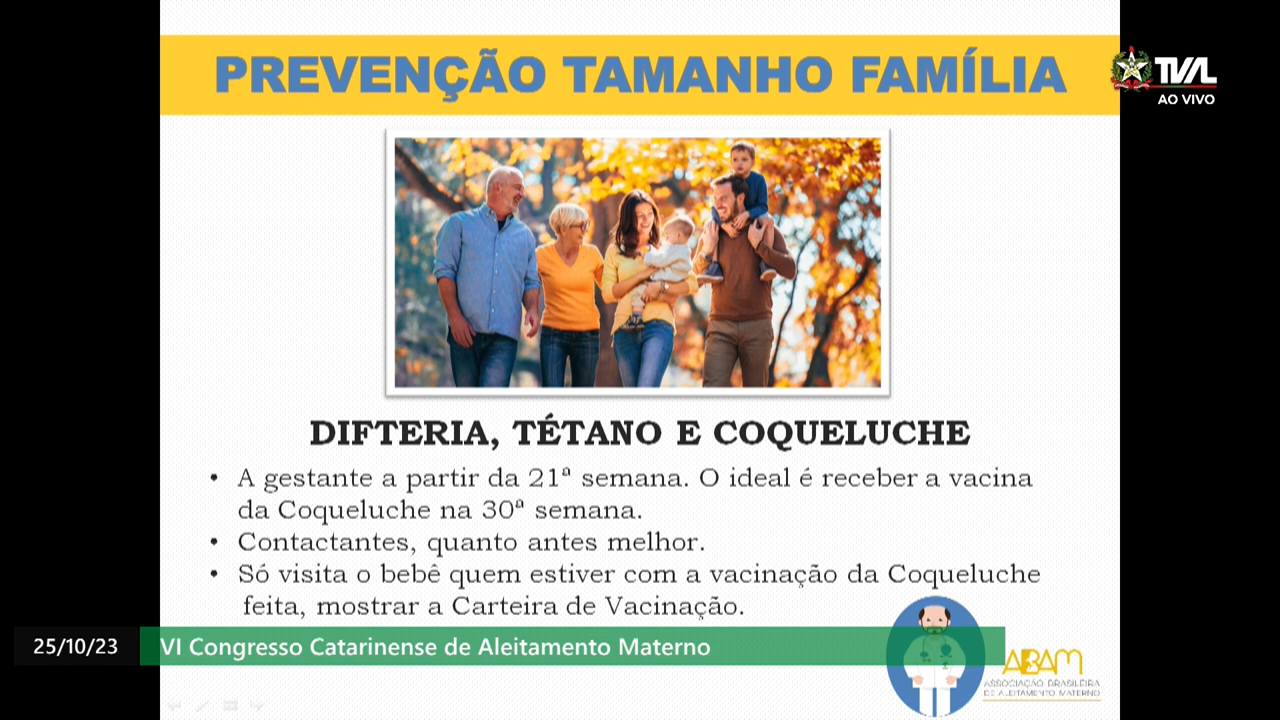 PREVENÇÃO TAMANHO FAMÍLIA
TVAL
AO VIVO
DIFTERIA, TÉTANO E COQUELUCHE
• A gestante a partir da 21ª semana. O ideal é receber a vacina
da Coqueluche na 30ª semana.
• Contactantes, quanto antes melhor.
• Só visita o bebê quem estiver com a vacinação da Coqueluche
feita, mostrar a Carteira de Vacinação.
25/10/23
VI Congresso Catarinense de Aleitamento Materno
ABAM
ASSOCIAÇÃO BRASILEIRA
DE ALEITAMENTO MATERNO